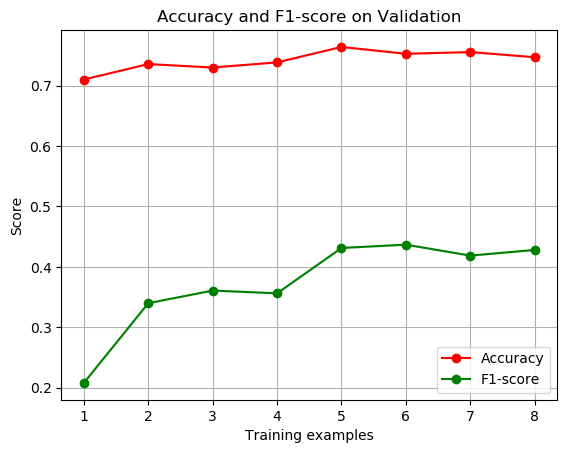 Accuracy and F1-score on Validation
Score
0.7
0.6
0.5
0.4
0.3
0.2
Accuracy
F1-score
1 2 3 4 5 6 7 8
Training examples